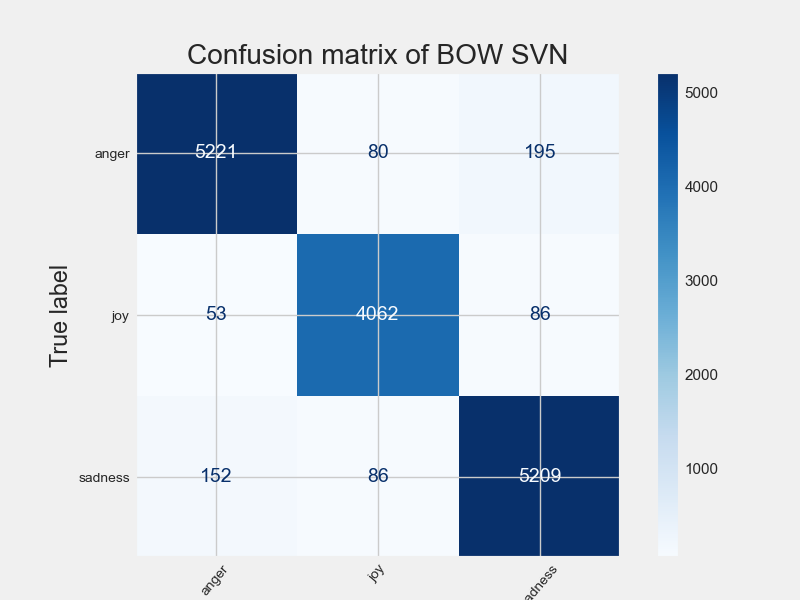 Confusion matrix of BOW SVN
True label
anger 5221 80 195
joy 53 4062 86
sadness 152 86 5209
anger joy adness
5000
4000
3000
2000
1000